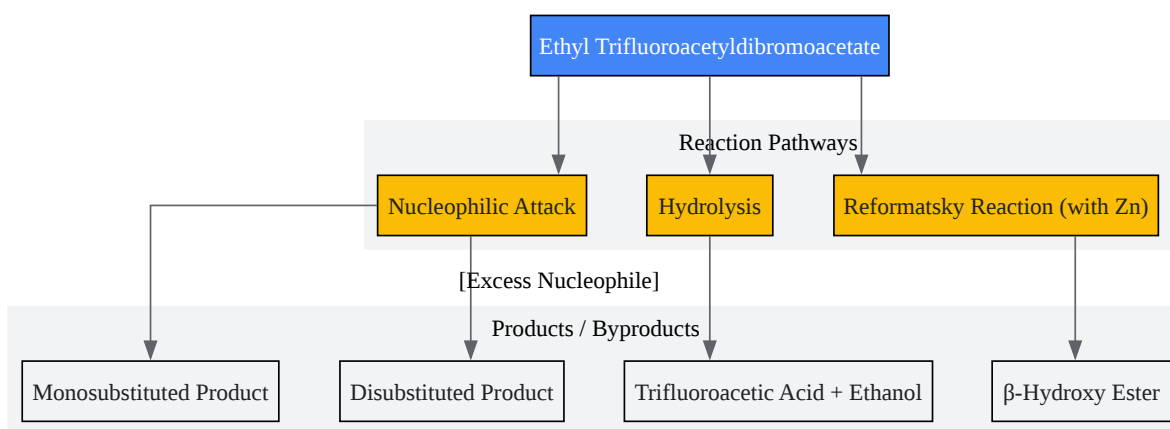 Ethyl Trifluoroacetyldibromoacetate
Reaction Pathways
Nucleophilic Attack
Hydrolysis
Reformatsky Reaction (with Zn)
[Excess Nucleophile]
Products / Byproducts
Monosubstituted Product
Disubstituted Product
Trifluoroacetic Acid + Ethanol
β-Hydroxy Ester